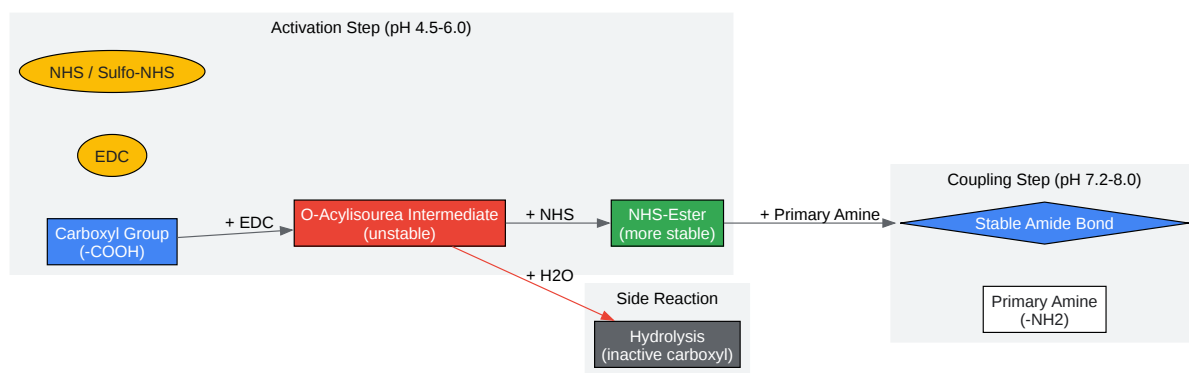 Activation Step (pH 4.5-6.0)
NHS / Sulfo-NHS
EDC
Carboxyl Group
(-COOH)
+ EDC
O-Acylisourea Intermediate
(unstable)
+ NHS
NHS-Ester
(more stable)
+ Primary Amine
Coupling Step (pH 7.2-8.0)
Stable Amide Bond
Primary Amine
(-NH2)
+ H2O
Side Reaction
Hydrolysis
(inactive carboxyl)